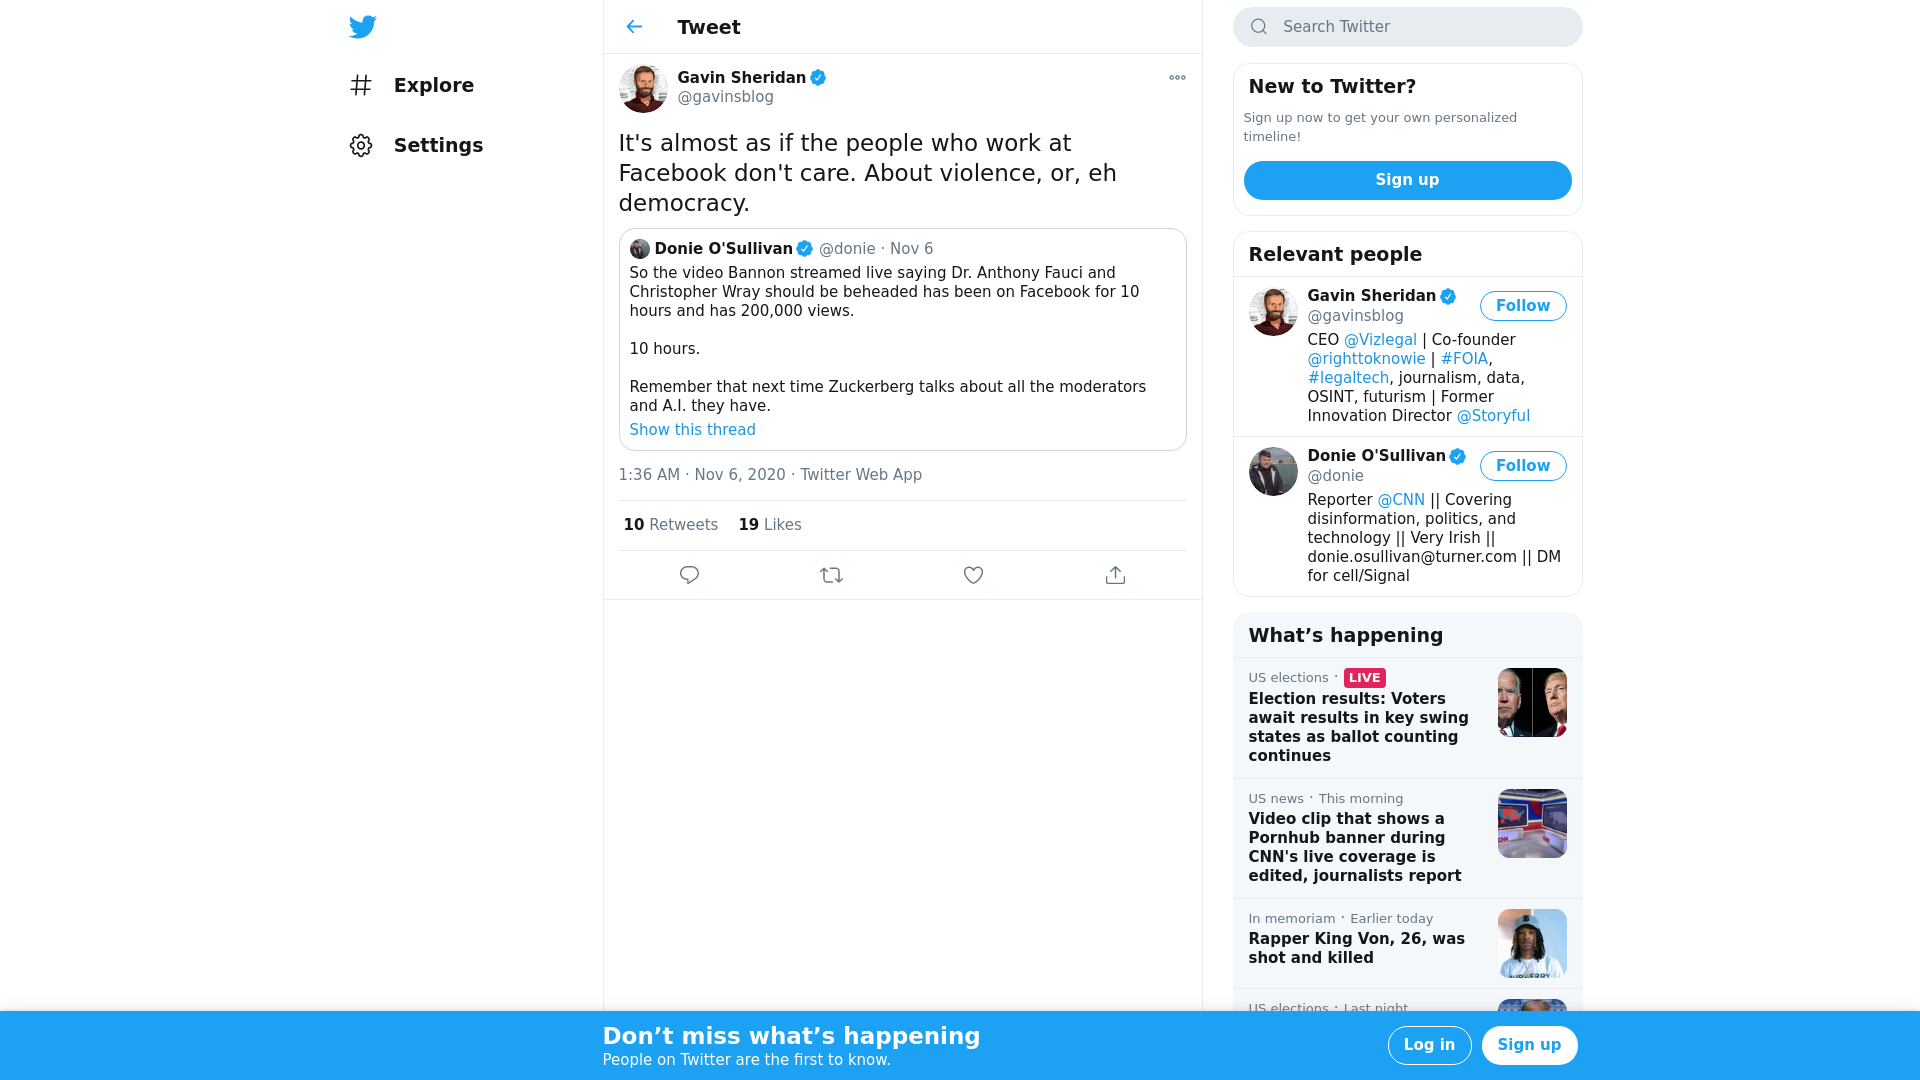 Explore
Settings
Tweet
Gavin Sheridan
@gavinsblog
It's almost as if the people who work at
Facebook don't care. About violence, or, eh
democracy.
Donie O'Sullivan @donie · Nov 6
So the video Bannon streamed live saying Dr. Anthony Fauci and
Christopher Wray should be beheaded has been on Facebook for 10
hours and has 200,000 views.
10 hours.
Remember that next time Zuckerberg talks about all the moderators
and A.I. they have.
Show this thread
1:36 AM · Nov 6, 2020 · Twitter Web App
10 Retweets 19 Likes
Search Twitter
New to Twitter?
Sign up now to get your own personalized
timeline!
Sign up
Relevant people
Gavin Sheridan
@gavinsblog
Follow
CEO @Vizlegal | Co-founder
@righttoknowie | #FOIA,
#legaltech, journalism, data,
OSINT, futurism | Former
Innovation Director @Storyful
Donie O'Sullivan
@donie
Follow
Reporter @CNN || Covering
disinformation, politics, and
technology || Very Irish ||
donie.osullivan@turner.com || DM
for cell/Signal
What’s happening
US elections · LIVE
Election results: Voters
await results in key swing
states as ballot counting
continues
US news · This morning
Video clip that shows a
Pornhub banner during
CNN's live coverage is
edited, journalists report
In memoriam · Earlier today
Rapper King Von, 26, was
shot and killed
US elections · Last night
Don’t miss what’s happening
People on Twitter are the first to know.
Log in
Sign up